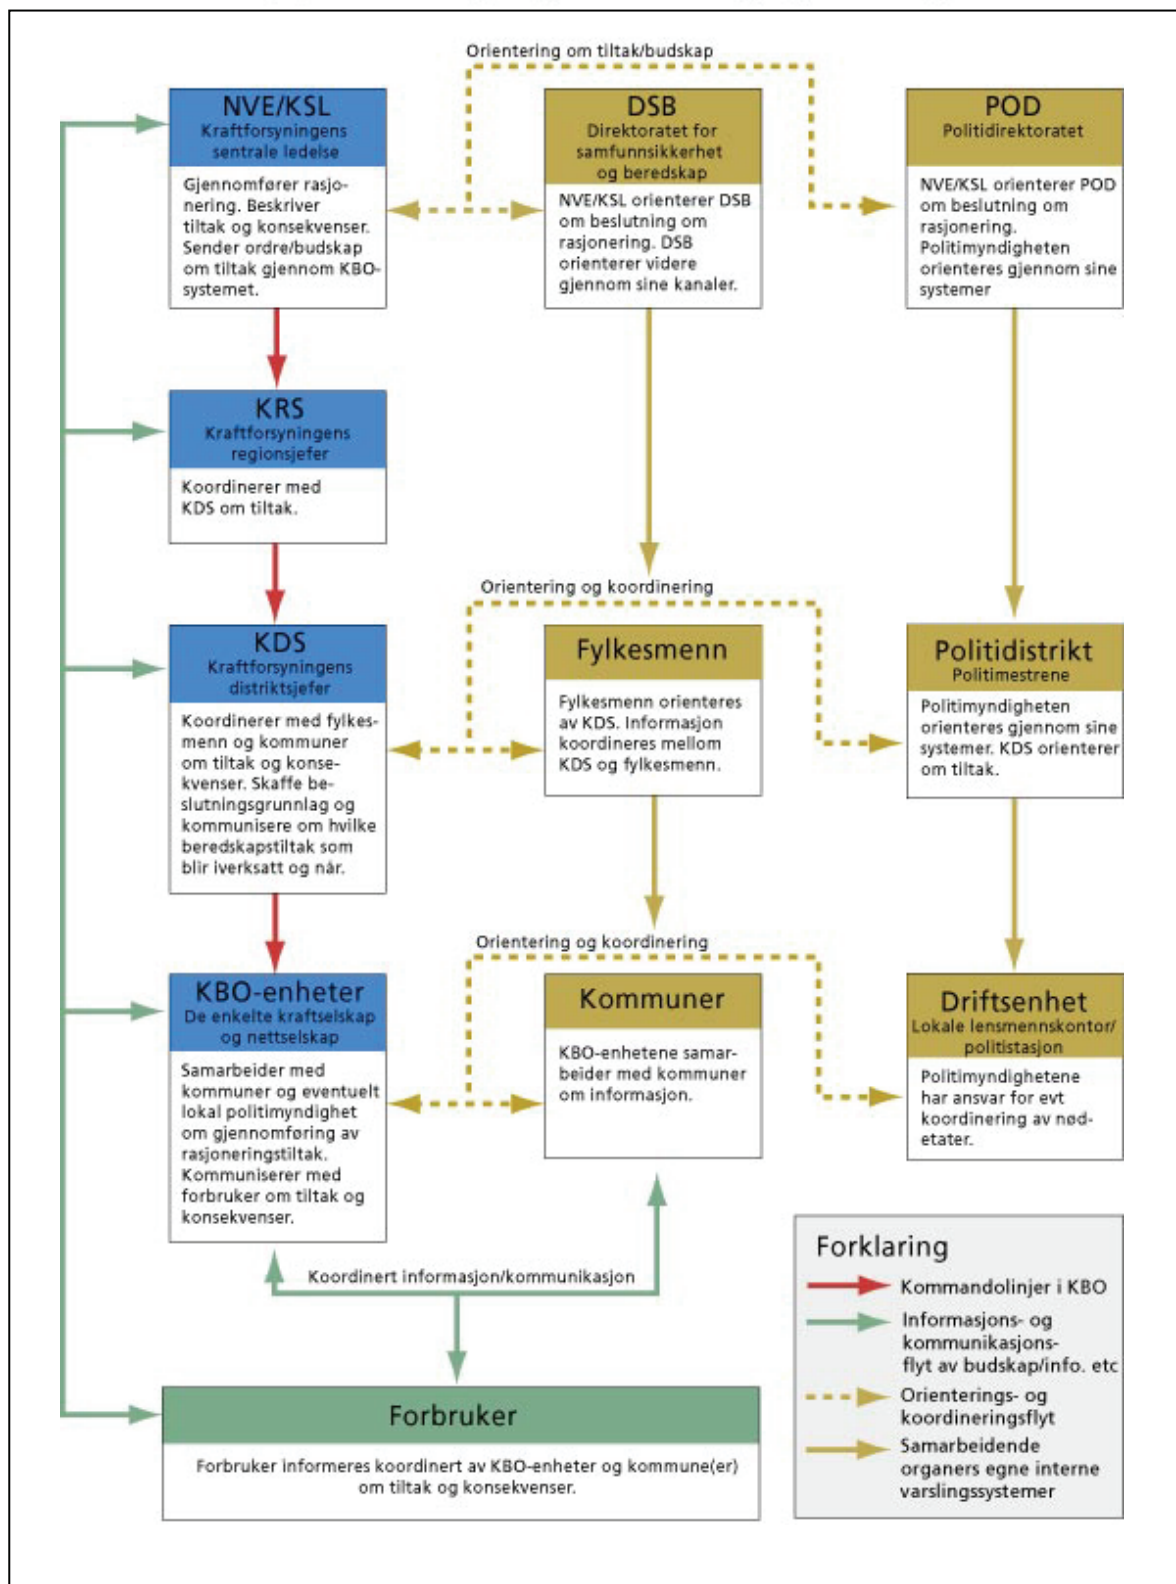 Orientering om tiltak/budskap
NVE/KSL
Kraftforsyningens
sentrale ledelse
Gjennomfører rasjo-
nering. Beskriver
tiltak og konsekvenser.
Sender ordre/budskap
om tiltak gjennom KBO-
systemet.
DSB
Direktoratet for
samfunnsikkerhet
og beredskap
NVE/KSL orienterer DSB
om beslutning om
rasjonering. DSB
orienterer videre
gjennom sine kanaler.
POD
Politidirektoratet
NVE/KSL orienterer POD
om beslutning om
rasjonering.
Politimyndigheten
orienteres gjennom sine
systemer
KRS
Kraftforsyningens
regionsjefer
Koordinerer med
KDS om tiltak.
Orientering og koordinering
KDS
Kraftforsyningens
distriktsjefer
Koordinerer med fylkes-
menn og kommuner
om tiltak og konse-
kvenser. Skaffe be-
slutningsgrunnlag og
kommunisere om hvilke
beredskapstiltak som
blir iverksatt og når.
Fylkesmenn
Fylkesmenn orienteres
av KDS. Informasjon
koordineres mellom
KDS og fylkesmenn.
Politidistrikt
Politimestrene
Politimyndigheten
orienteres gjennom sine
systemer. KDS orienterer
om tiltak.
Orientering og koordinering
KBO-enheter
De enkelte kraftselskap
og nettselskap
Samarbeider med
kommuner og eventuelt
lokal politimyndighet
om gjennomføring av
rasjoneringstiltak.
Kommuniserer med
forbruker om tiltak og
konsekvenser.
Kommuner
KBO-enhetene samar-
beider med kommuner
om informasjon.
Driftsenhet
Lokale lensmennskontor/
politistasjon
Politimyndighetene
har ansvar for evt
koordinering av nød-
etater.
Koordinert informasjon/kommunikasjon
Forbruker
Forbruker informeres koordinert av KBO-enheter og kommune(er)
om tiltak og konsekvenser.
Forklaring
Kommandolinjer i KBO
Informasjons- og
kommunikasjons-
flyt av budskap/info. etc
Orienterings- og
koordineringsflyt
Samarbeidende
organers egne interne
varslingssystemer